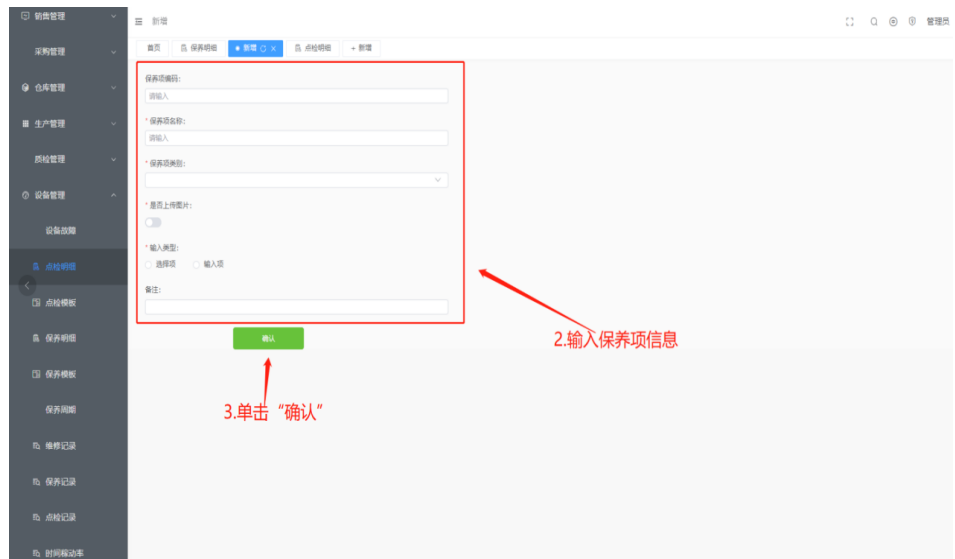 销售管理
采购管理
仓库管理
生产管理
质检管理
设备管理
设备故障
点检明细
点检模板
保养明细
保养模板
保养周期
维修记录
保养记录
点检记录
时间稼动率
新增
管理员
首页
保养明细
新增
点检明细
+ 新增
保养项编码:
请输入
* 保养项名称:
请输入
* 保养项类别:
* 是否上传图片:
* 输入类型:
选择项
输入项
备注:
确认
2.输入保养项信息
3.单击“确认”